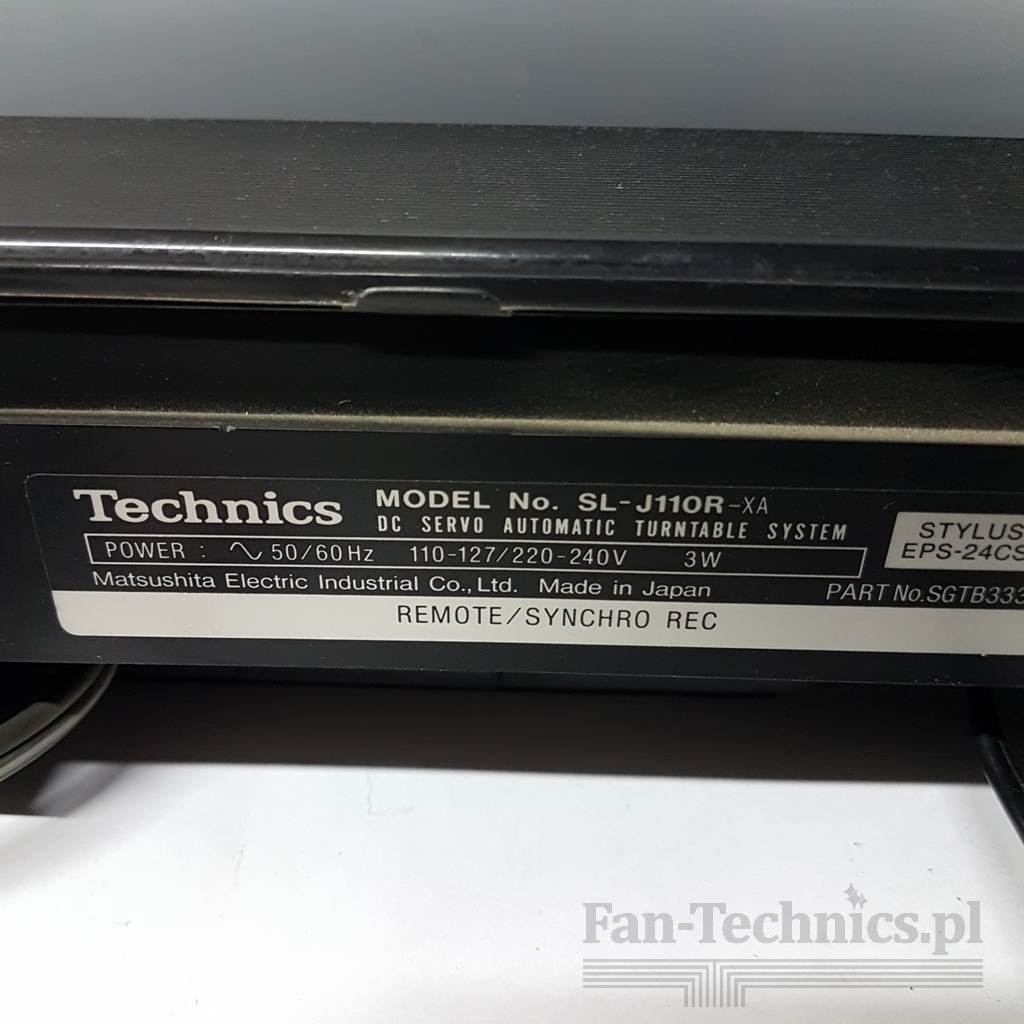 Technics MODEL No. SL-J110R-XA
DC SERVO AUTOMATIC TURNTABLE SYSTEM
STYLUS
EPS-24CS
POWER : ∿ 50/60Hz 110-127/220-240V 3W
Matsushita Electric Industrial Co., Ltd. Made in Japan
PART No.SGTB333
REMOTE/SYNCHRO REC
Fan-Technics.pl